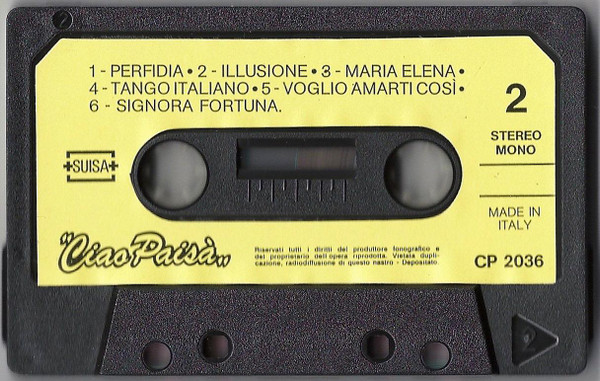 2
1 - PERFIDIA • 2 - ILLUSIONE • 3 - MARIA ELENA •
4 - TANGO ITALIANO • 5 - VOGLIO AMARTI COSÌ •
6 - SIGNORA FORTUNA.
2
STEREO
MONO
SUISA
MADE IN
ITALY
"Ciao Paisà"
Riservati tutti i diritti del produttore fonografico e
del proprietario dell'opera riprodotta. Vietata dupli-
cazione, radiodiffusione di questo nastro - Depositato.
CP 2036